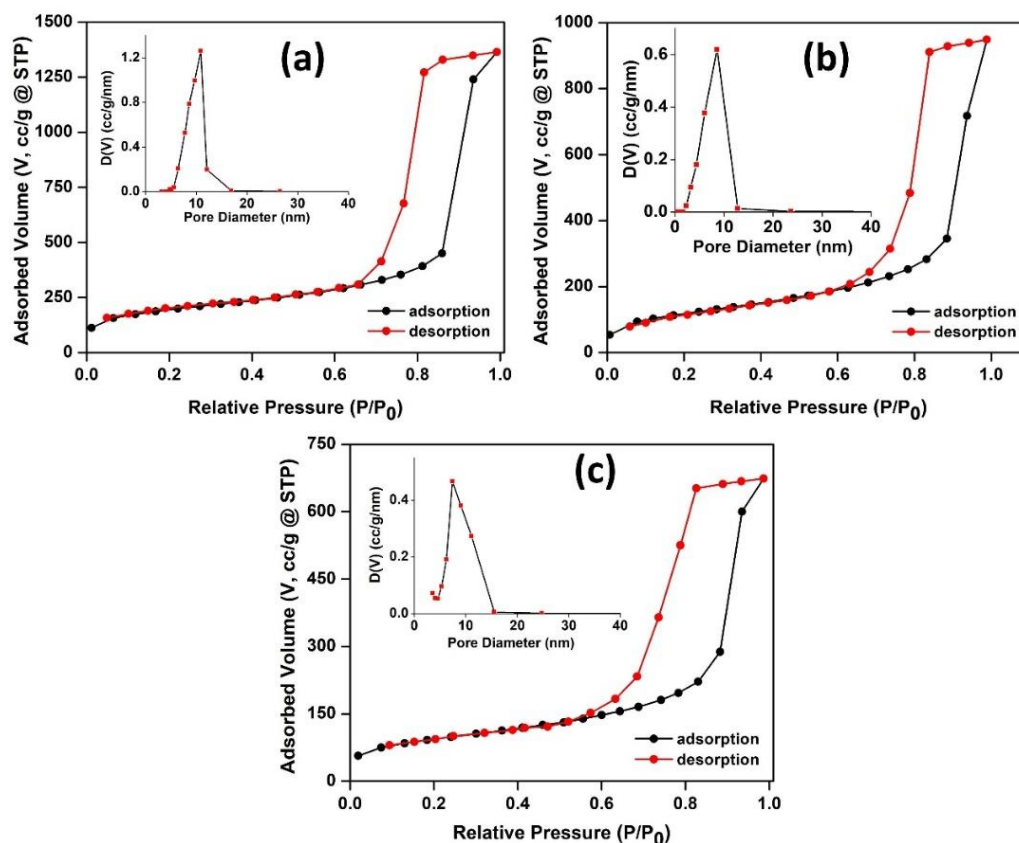 (a)
Adsorbed Volume (V, cc/g @ STP)
1500
1250
1000
750
500
250
0
0.0 0.2 0.4 0.6 0.8 1.0
Relative Pressure (P/P0)
adsorption
desorption
D(V) (cc/g/nm)
1.2
0.8
0.4
0.0
0 10 20 30 40
Pore Diameter (nm)
(b)
Adsorbed Volume (V, cc/g @ STP)
1000
800
600
400
200
0
0.0 0.2 0.4 0.6 0.8 1.0
Relative Pressure (P/P0)
adsorption
desorption
D(V) (cc/g/nm)
0.6
0.4
0.2
0.0
0 10 20 30 40
Pore Diameter (nm)
(c)
Adsorbed Volume (V, cc/g @ STP)
750
600
450
300
150
0
0.0 0.2 0.4 0.6 0.8 1.0
Relative Pressure (P/P0)
adsorption
desorption
D(V) (cc/g/nm)
0.4
0.2
0.0
0 10 20 30 40
Pore Diameter (nm)